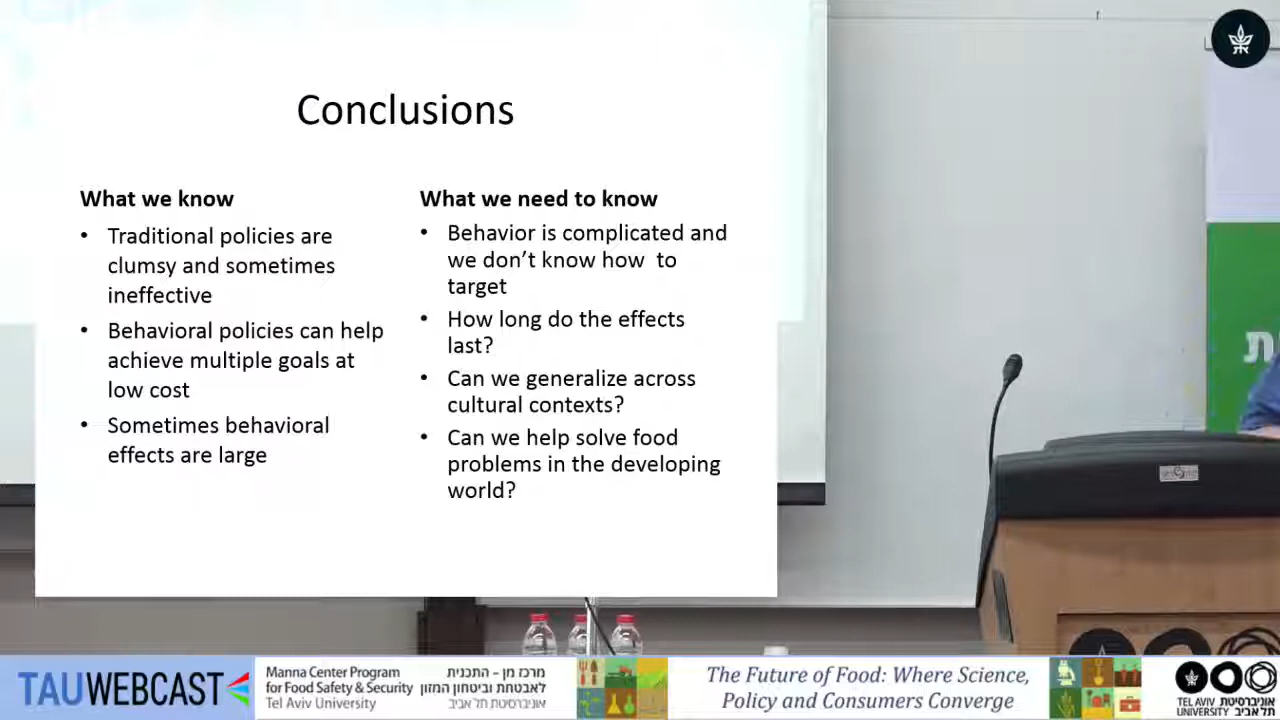 Conclusions
What we know
• Traditional policies are
clumsy and sometimes
ineffective
• Behavioral policies can help
achieve multiple goals at
low cost
• Sometimes behavioral
effects are large
What we need to know
• Behavior is complicated and
we don’t know how to
target
• How long do the effects
last?
• Can we generalize across
cultural contexts?
• Can we help solve food
problems in the developing
world?
ת
TAUWEBCAST
Manna Center Program
for Food Safety & Security
Tel Aviv University
מרכז מן – התכנית
לאבטחת וביטחון המזון
אוניברסיטת תל אביב
The Future of Food: Where Science,
Policy and Consumers Converge
TEL AVIV אוניברסיטת
UNIVERSITY תל אביב